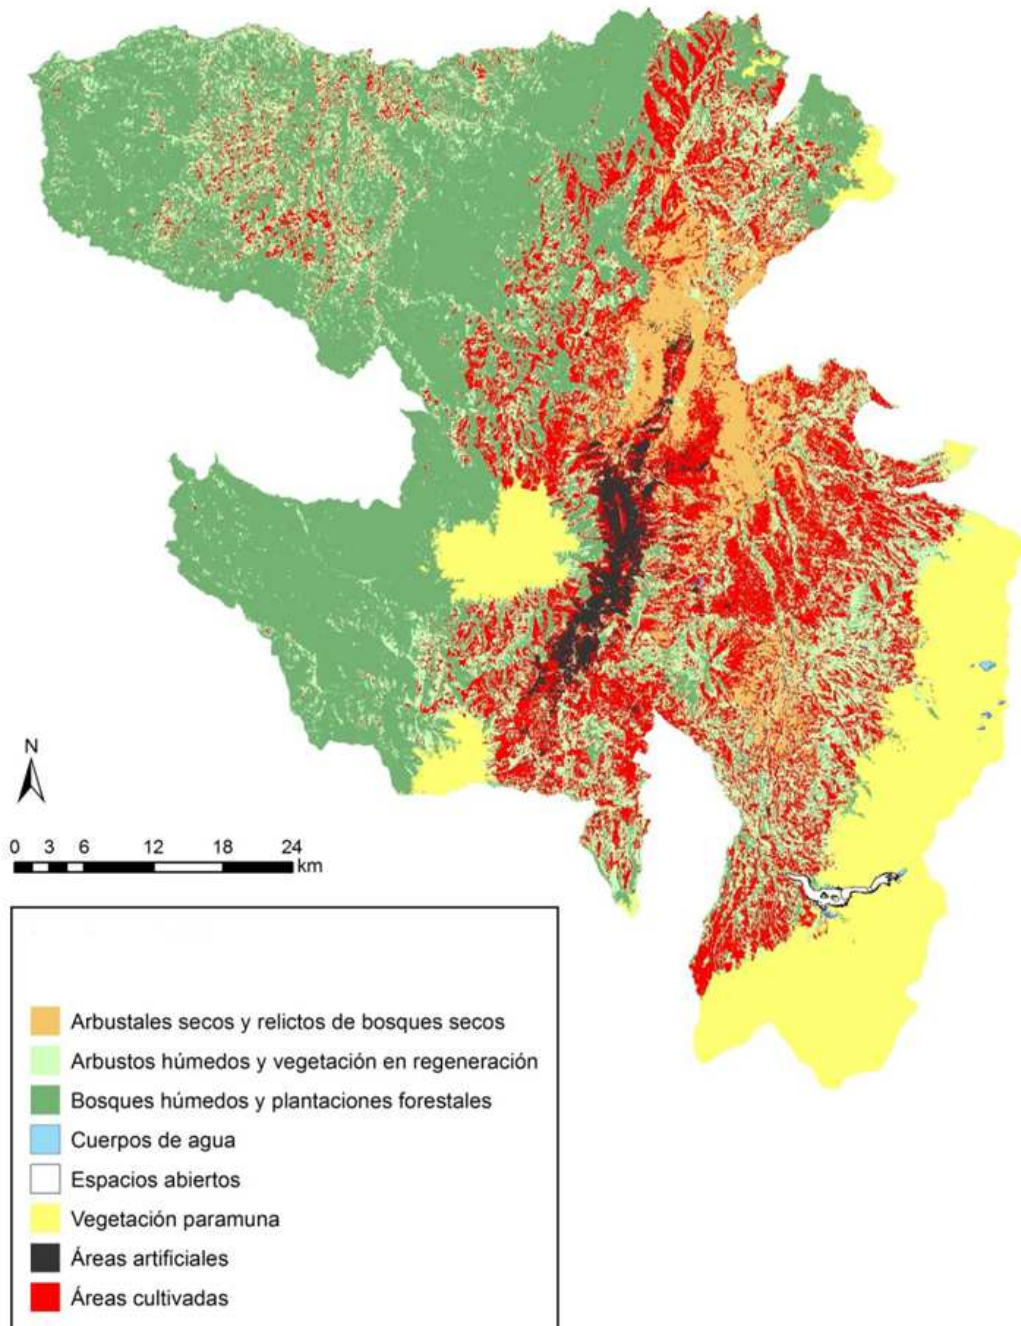 N
0 3 6 12 18 24
km
Arbustales secos y relictos de bosques secos
Arbustos húmedos y vegetación en regeneración
Bosques húmedos y plantaciones forestales
Cuerpos de agua
Espacios abiertos
Vegetación paramuna
Áreas artificiales
Áreas cultivadas